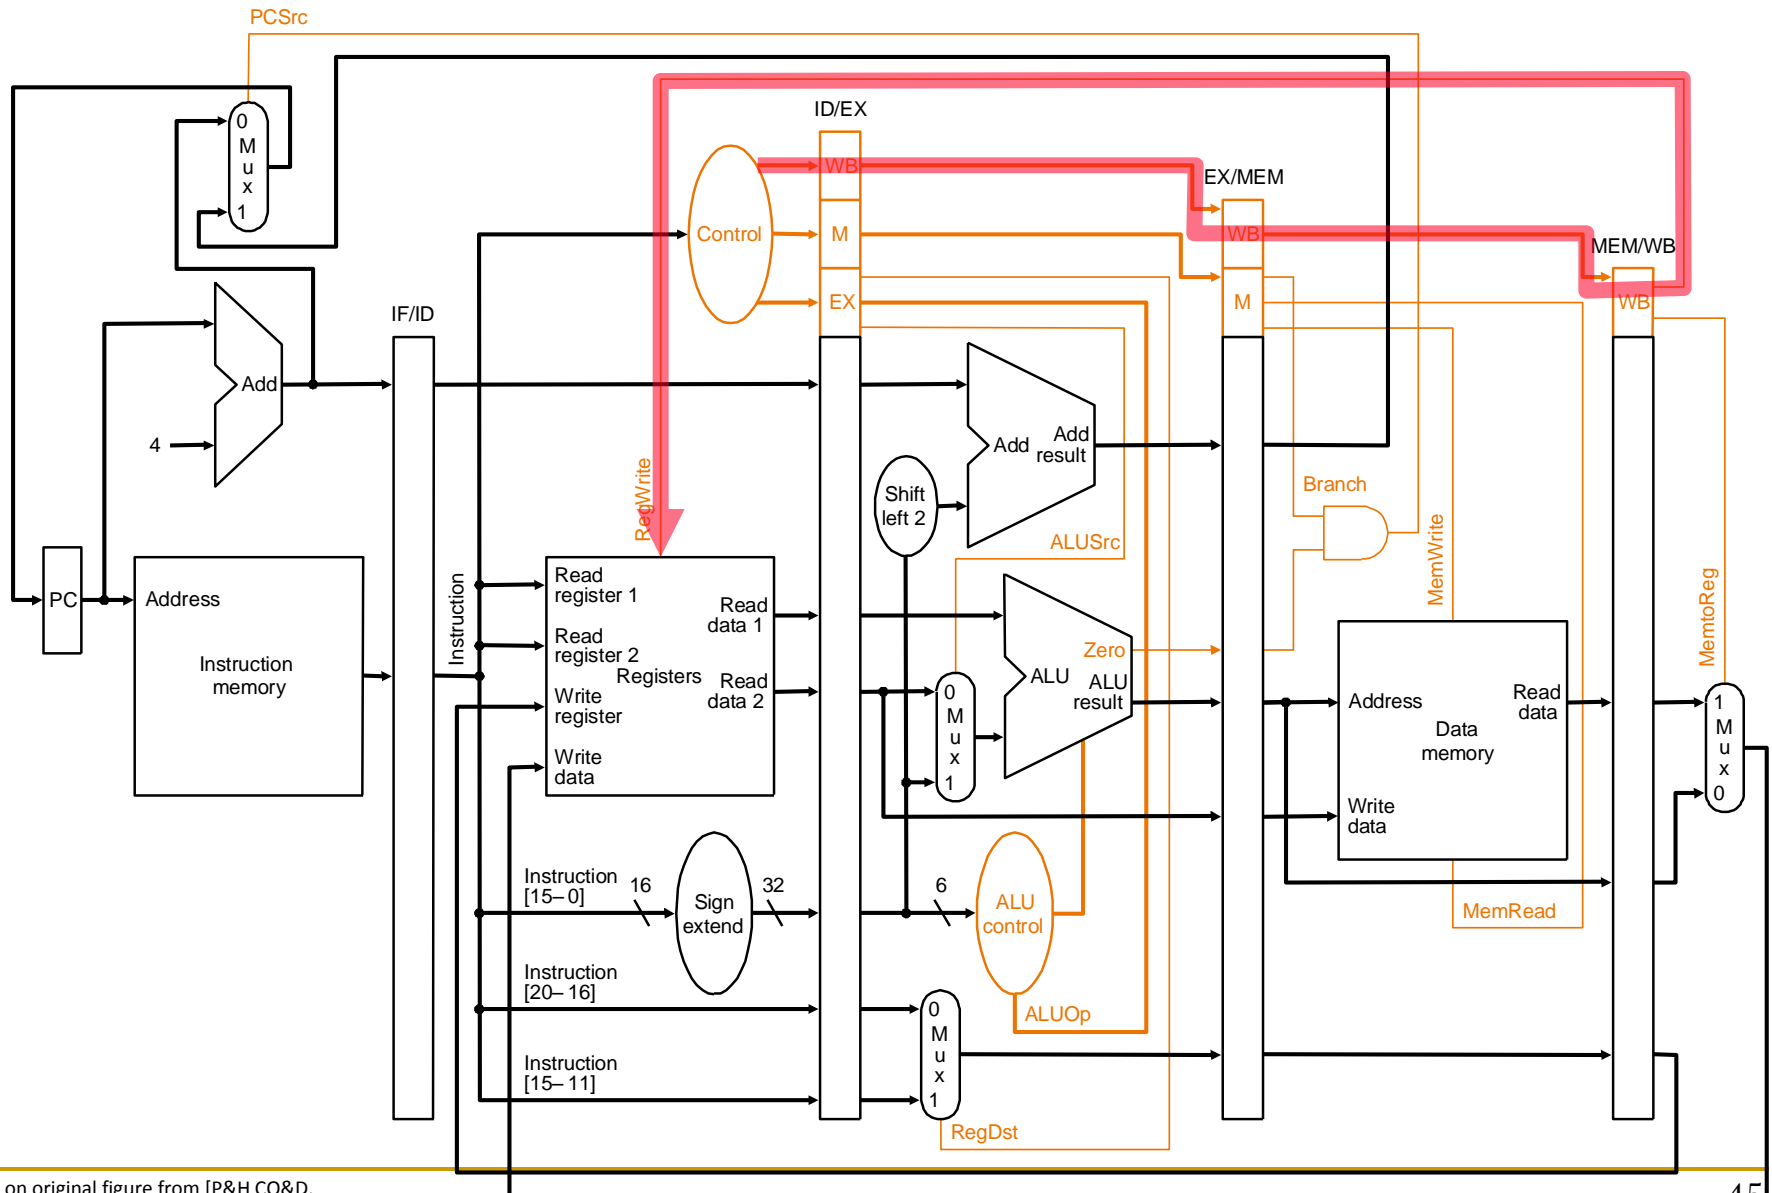 PCSrc
0
M
u
x
1
ID/EX
WB
M
EX
Control
EX/MEM
WB
M
MEM/WB
WB
IF/ID
Add
4
Add
Add
result
Shift
left 2
RegWrite
Branch
ALUSrc
MemWrite
MemtoReg
PC
Address
Instruction
memory
Instruction
Read
register 1
Read
register 2
Registers
Write
register
Write
data
Read
data 1
Read
data 2
0
M
u
x
1
Zero
ALU
ALU
result
Address
Read
data
Data
memory
Write
data
1
M
u
x
0
MemRead
Instruction
[15–0]
16
Sign
extend
32
6
ALU
control
ALUOp
Instruction
[20–16]
Instruction
[15–11]
0
M
u
x
1
RegDst
on original figure from [P&H CO&D,
45